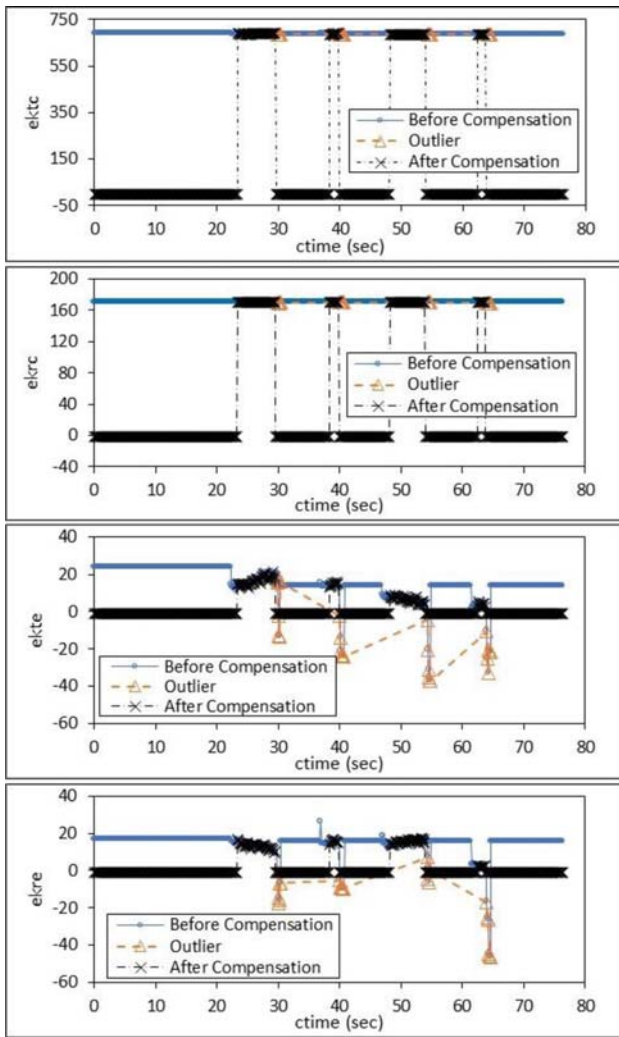 750
550
350
150
-50
ektc
Before Compensation
Outlier
After Compensation
0 10 20 30 40 50 60 70 80
ctime (sec)
200
160
120
80
40
0
-40
ekrc
Before Compensation
Outlier
After Compensation
0 10 20 30 40 50 60 70 80
ctime (sec)
40
20
0
-20
-40
-60
ekte
Before Compensation
Outlier
After Compensation
0 10 20 30 40 50 60 70 80
ctime (sec)
40
20
0
-20
-40
-60
ekre
Before Compensation
Outlier
After Compensation
0 10 20 30 40 50 60 70 80
ctime (sec)